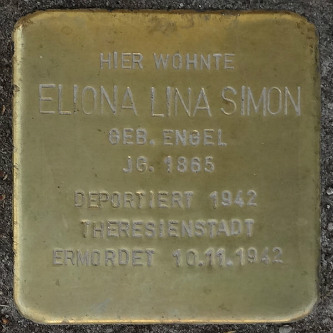 HIER WOHNTE
ELIONA LINA SIMON
GEB. ENGEL
JG. 1865
DEPORTIERT 1942
THERESIENSTADT
ERMORDET 10.11.1942